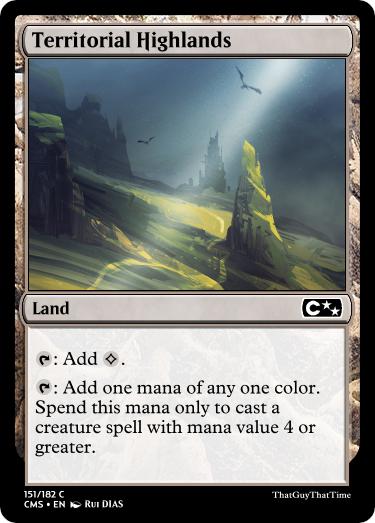 Territorial Highlands
Land
C
: Add .
: Add one mana of any one color.
Spend this mana only to cast a
creature spell with mana value 4 or
greater.
151/182 C
CMS • EN Rui DIAS
ThatGuyThatTime